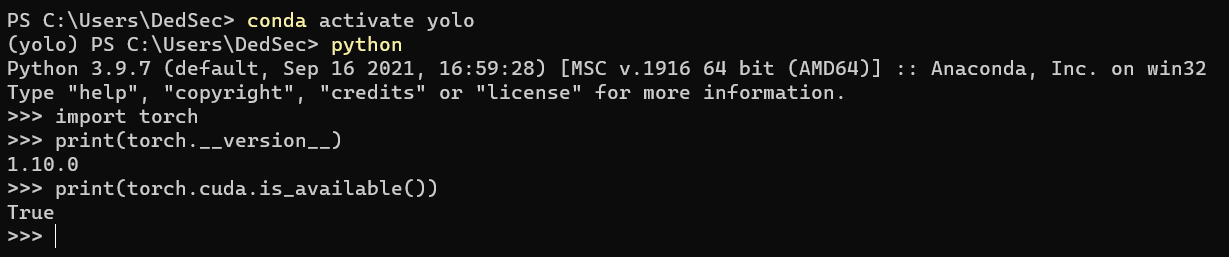 PS C:\Users\DedSec> conda activate yolo
(yolo) PS C:\Users\DedSec> python
Python 3.9.7 (default, Sep 16 2021, 16:59:28) [MSC v.1916 64 bit (AMD64)] :: Anaconda, Inc. on win32
Type "help", "copyright", "credits" or "license" for more information.
>>> import torch
>>> print(torch.__version__)
1.10.0
>>> print(torch.cuda.is_available())
True
>>>